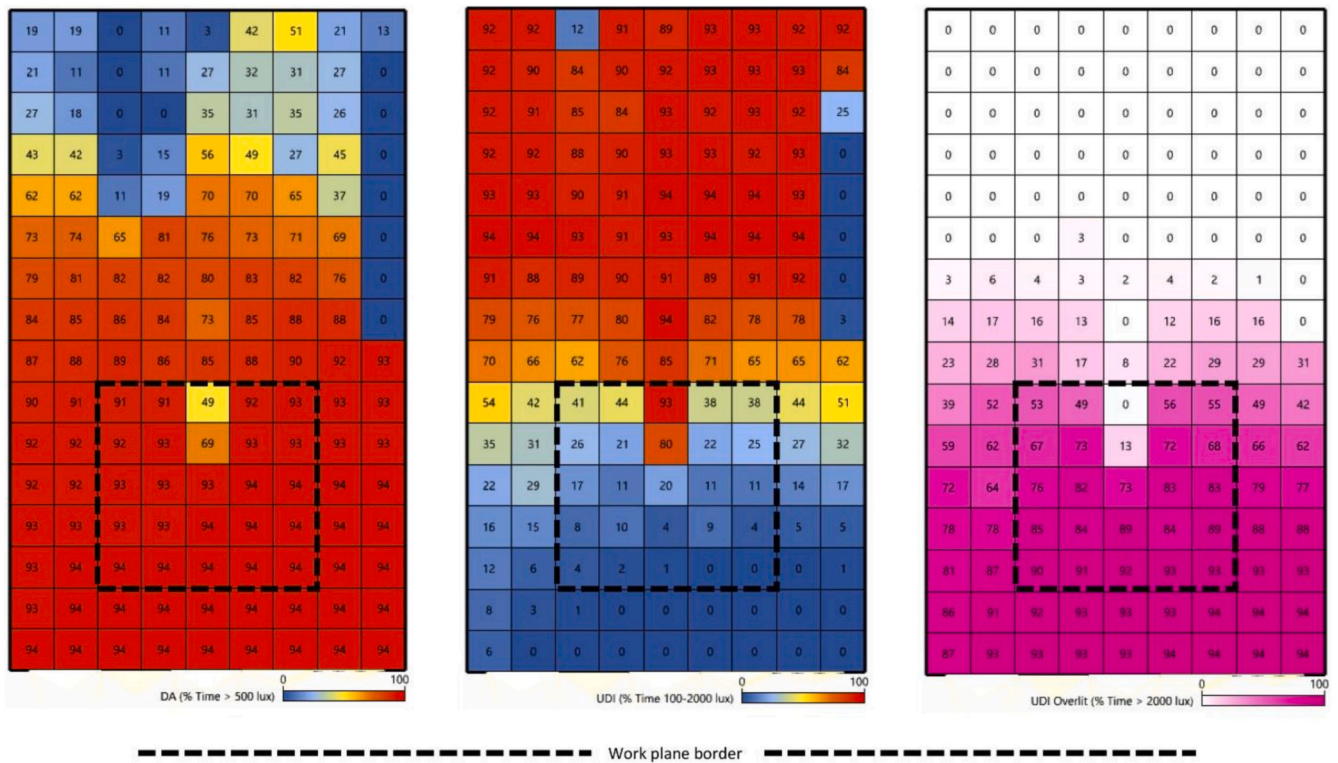 19 19 0 11 3 42 51 21 13
21 11 0 11 27 32 31 27 0
27 18 0 0 35 31 35 26 0
43 42 3 15 56 49 27 45 0
62 62 11 19 70 70 65 37 0
73 74 65 81 76 73 71 69 0
79 81 82 82 80 83 82 76 0
84 85 86 84 73 85 88 88 0
87 88 89 86 85 88 90 92 93
90 91 91 91 49 92 93 93 93
92 92 92 93 69 93 93 93 93
92 92 93 93 93 94 94 94 94
93 93 93 93 94 94 94 94 94
93 93 94 94 94 94 94 94 94
93 94 94 94 94 94 94 94 94
94 94 94 94 94 94 94 94 94
DA (% Time > 500 lux) 0 100
92 92 12 91 89 93 93 92 92
92 90 84 90 92 93 93 93 84
92 91 85 84 93 92 93 92 25
92 92 88 90 93 93 92 93 0
93 93 90 91 94 94 94 93 0
94 94 93 91 93 94 94 94 0
91 88 89 90 91 89 91 92 0
79 76 77 80 94 82 78 78 3
70 66 62 76 85 71 65 65 62
54 42 41 44 93 38 38 44 51
35 31 26 21 80 22 25 27 32
22 29 17 11 20 11 11 14 17
16 15 8 10 4 9 4 5 5
12 6 4 2 1 0 0 0 1
8 3 1 0 0 0 0 0 0
6 0 0 0 0 0 0 0 0
UDI (% Time 100-2000 lux) 0 100
0 0 0 0 0 0 0 0 0
0 0 0 0 0 0 0 0 0
0 0 0 0 0 0 0 0 0
0 0 0 0 0 0 0 0 0
0 0 0 0 0 0 0 0 0
0 0 0 3 0 0 0 0 0
3 6 4 3 2 4 2 1 0
14 17 16 13 0 12 16 16 0
23 28 31 17 8 22 29 29 31
39 52 53 49 0 56 55 49 42
59 62 67 73 13 72 68 66 62
72 64 76 82 73 83 83 79 77
78 78 85 84 89 84 89 88 88
81 87 90 91 92 93 93 93 93
86 91 92 93 93 93 94 94 94
87 93 93 93 93 94 94 94 94
UDI Overlit (% Time > 2000 lux) 0 100
Work plane border